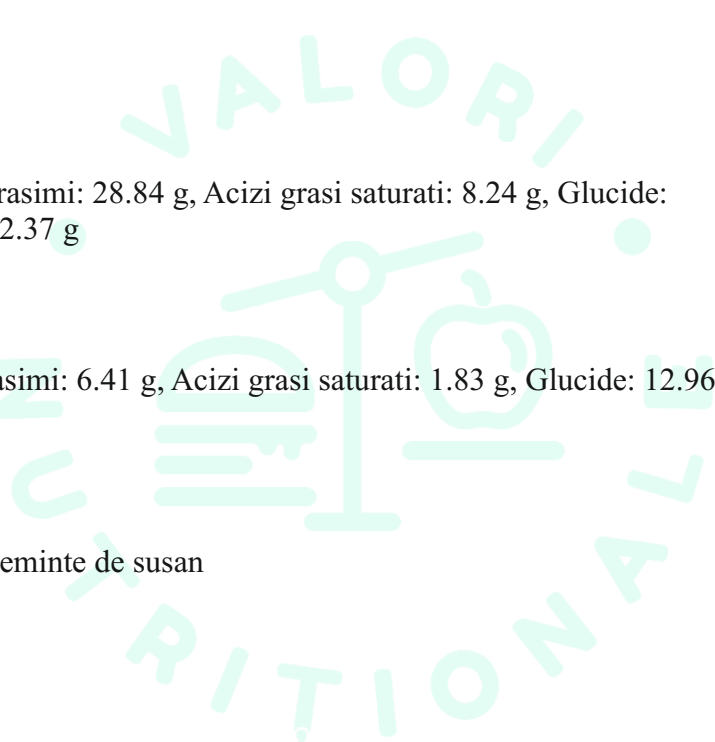 VALORI
rasimi: 28.84 g, Acizi grasi saturati: 8.24 g, Glucide:
2.37 g
asimi: 6.41 g, Acizi grasi saturati: 1.83 g, Glucide: 12.96
eminte de susan
NUTRITIONALE